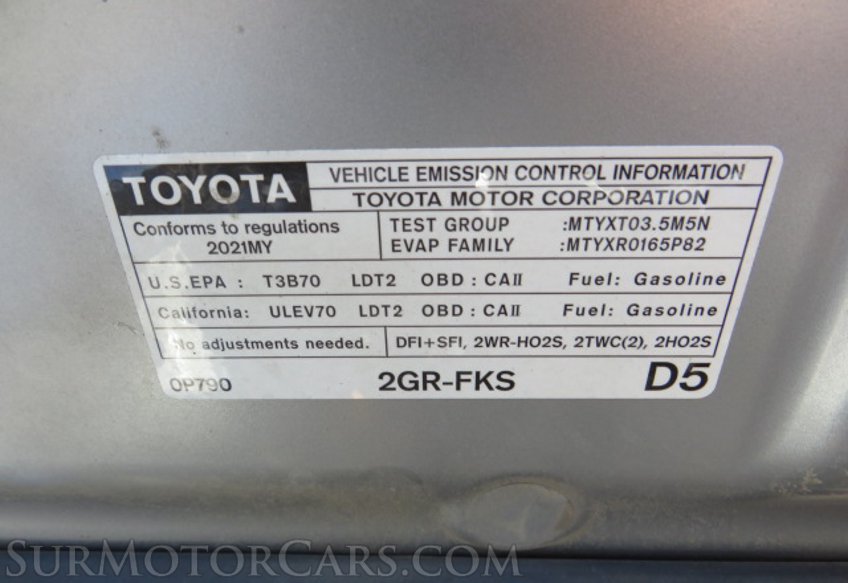 TOYOTA
VEHICLE EMISSION CONTROL INFORMATION
TOYOTA MOTOR CORPORATION
Conforms to regulations
2021MY
TEST GROUP :MTYXT03.5M5N
EVAP FAMILY :MTYXR0165P82
U.S.EPA : T3B70 LDT2 OBD : CAII Fuel: Gasoline
California: ULEV70 LDT2 OBD : CAII Fuel: Gasoline
No adjustments needed. DFI+SFI, 2WR-HO2S, 2TWC(2), 2HO2S
0P790 2GR-FKS D5
SURMOTORCARS.COM